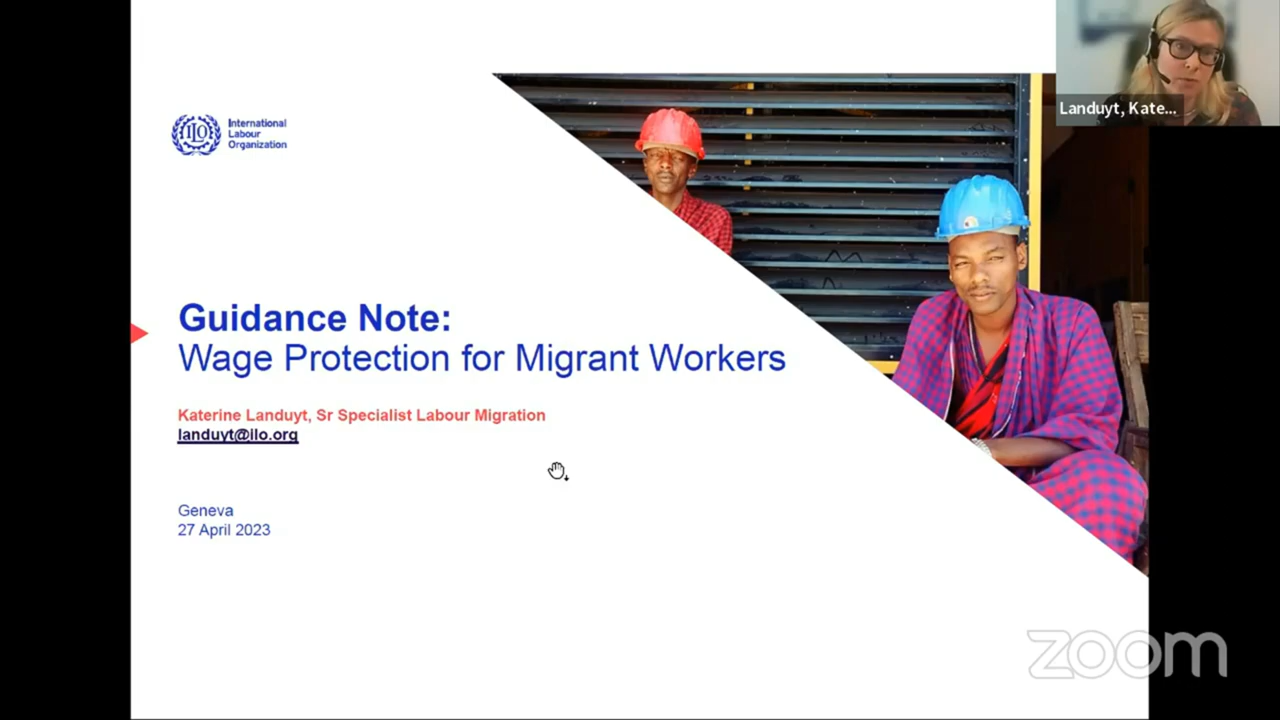 Landuyt, Kate...
ILO
International
Labour
Organization
Guidance Note:
Wage Protection for Migrant Workers
Katerine Landuyt, Sr Specialist Labour Migration
landuyt@ilo.org
Geneva
27 April 2023
zoom